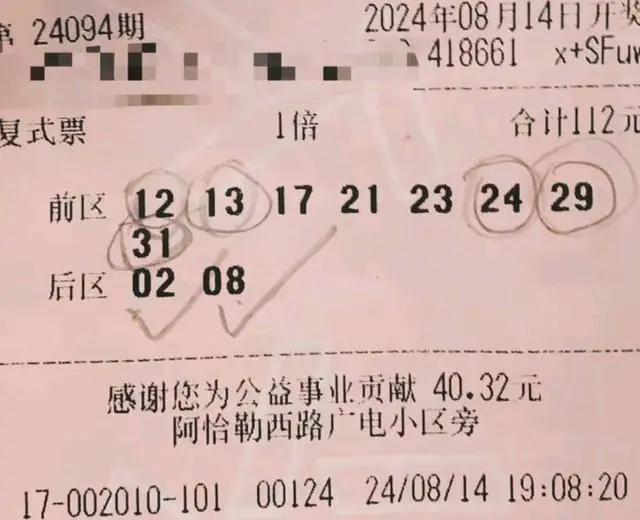 第 24094期 2024年08月14日开奖
418661 x+SFuw
复式票 1倍 合计112元
前区 12 13 17 21 23 24 29
31
后区 02 08
感谢您为公益事业贡献 40.32元
阿恰勒西路广电小区旁
17-002010-101 00124 24/08/14 19:08:20